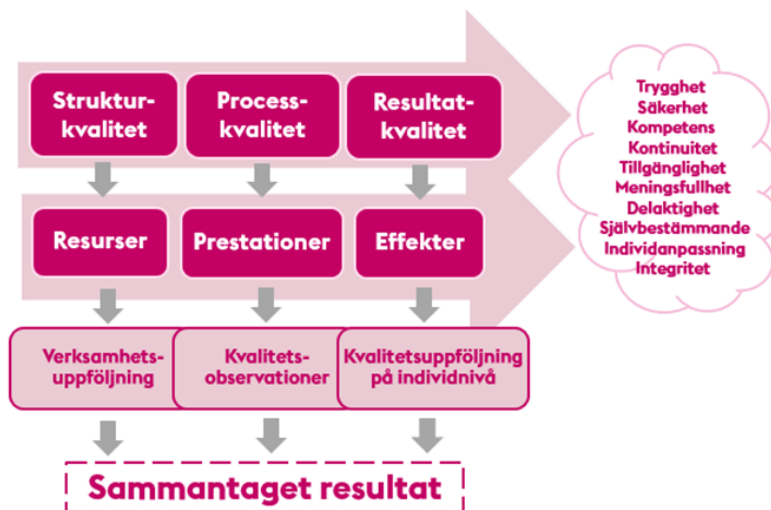 Struktur-
kvalitet
Process-
kvalitet
Resultat-
kvalitet
Resurser
Prestationer
Effekter
Verksamhets-
uppföljning
Kvalitets-
observationer
Kvalitetsuppföljning
på individnivå
Sammantaget resultat
Trygghet
Säkerhet
Kompetens
Kontinuitet
Tillgänglighet
Meningsfullhet
Delaktighet
Självbestämmande
Individanpassning
Integritet